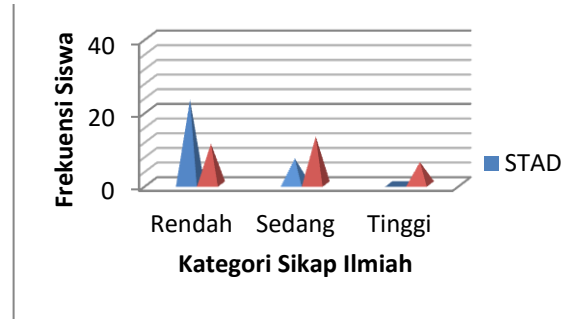 Frekuensi Siswa
40
20
0
Rendah Sedang Tinggi
Kategori Sikap Ilmiah
STAD